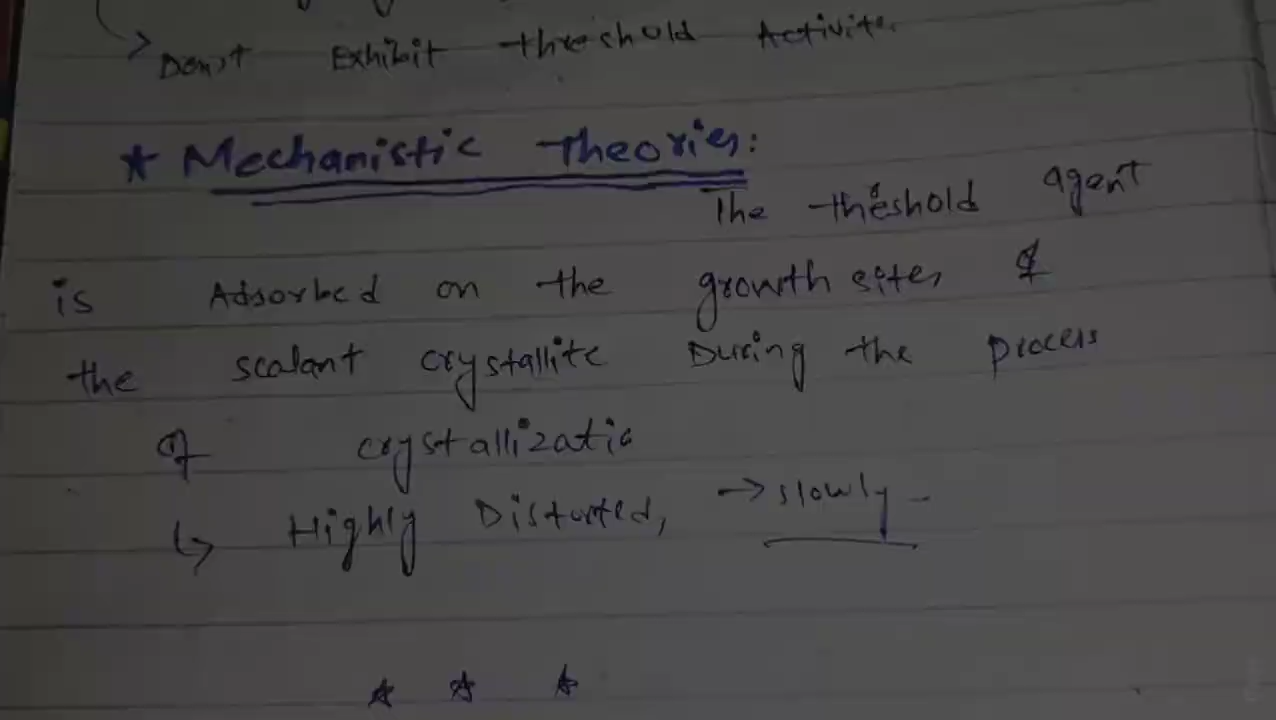 Don't Exhibit threshold Activite.
* Mechanistic Theories:
The threshold agent
is Adsorbed on the growth sites of
the scalant crystallite During the process
of crystallizatio
↳ Highly Distorted, → slowly -
* * *